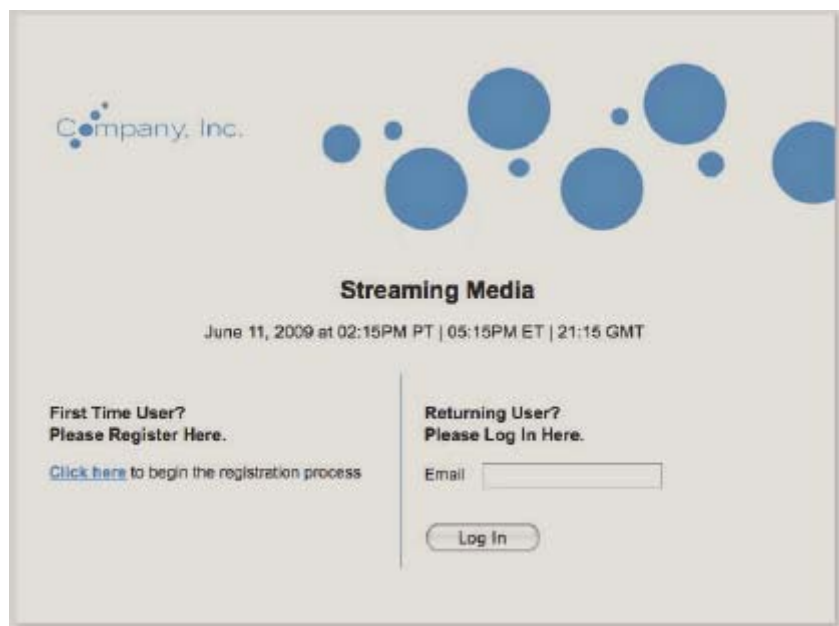 Company, Inc.
Streaming Media
June 11, 2009 at 02:15PM PT | 05:15PM ET | 21:15 GMT
First Time User?
Please Register Here.
Click here to begin the registration process
Returning User?
Please Log In Here.
Email
Log In